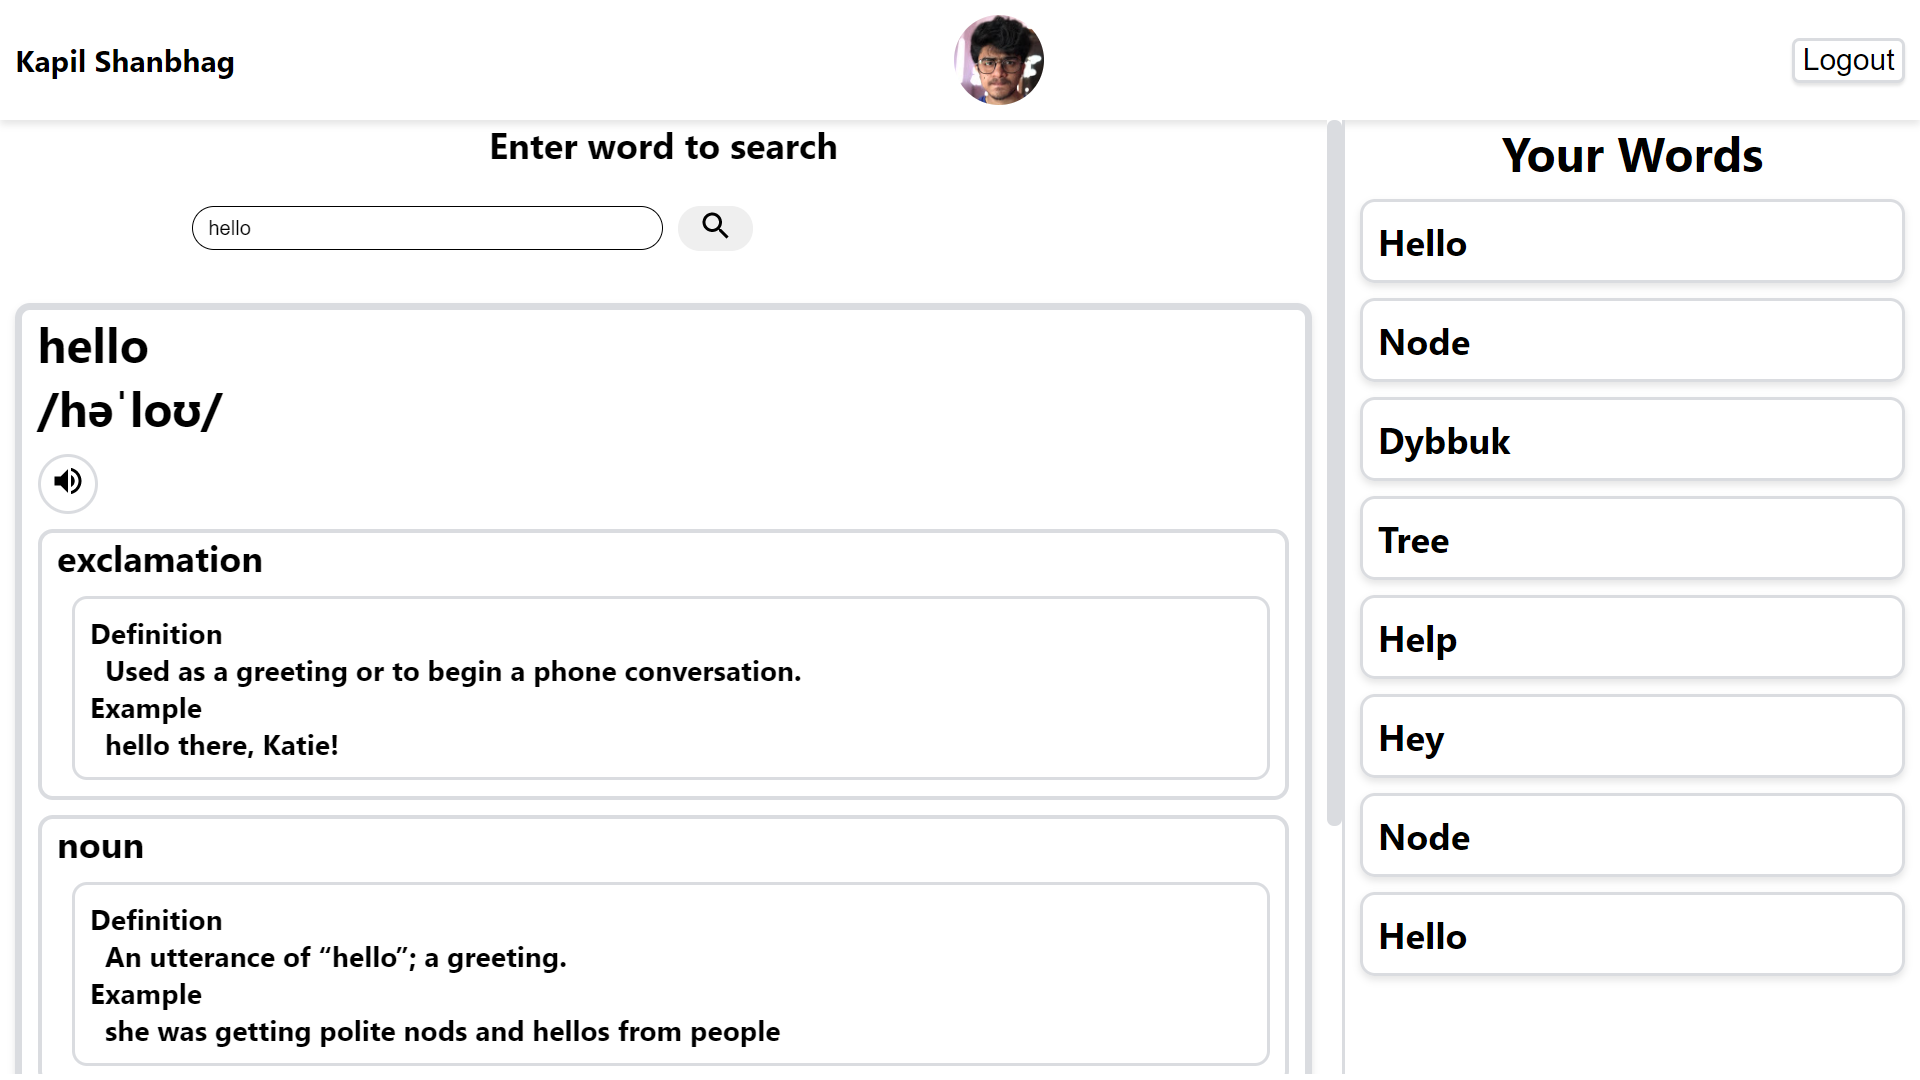 Kapil Shanbhag
Logout
Enter word to search
hello
hello
/həˈloʊ/
exclamation
Definition
Used as a greeting or to begin a phone conversation.
Example
hello there, Katie!
noun
Definition
An utterance of “hello”; a greeting.
Example
she was getting polite nods and hellos from people
Your Words
Hello
Node
Dybbuk
Tree
Help
Hey
Node
Hello